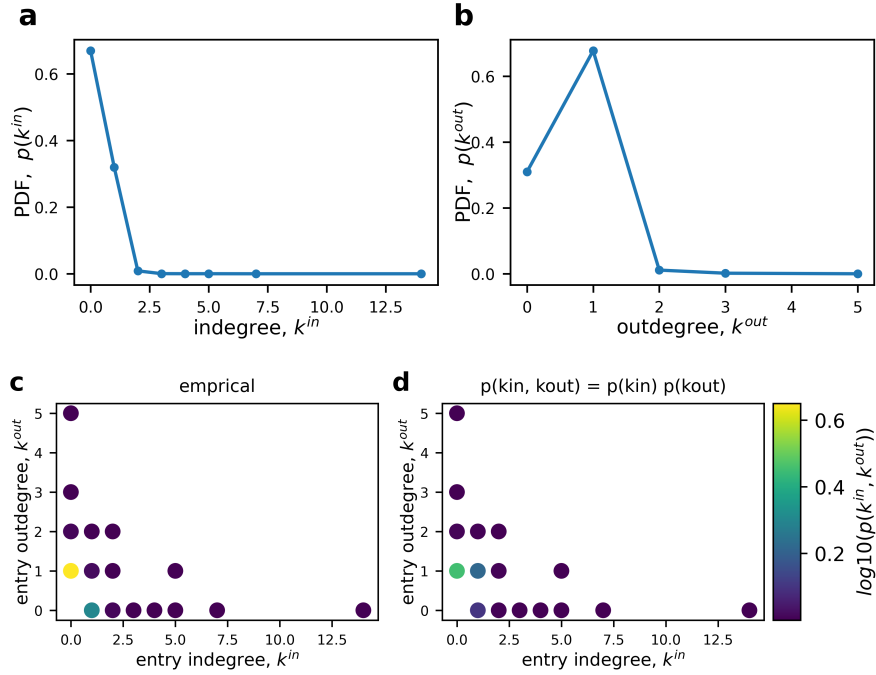 a
PDF, p(k^in)
0.6
0.4
0.2
0.0
0.0 2.5 5.0 7.5 10.0 12.5
indegree, k^in
b
PDF, p(k^out)
0.6
0.4
0.2
0.0
0 1 2 3 4 5
outdegree, k^out
c
emprical
entry outdegree, k^out
5
4
3
2
1
0
0.0 2.5 5.0 7.5 10.0 12.5
entry indegree, k^in
d
p(kin, kout) = p(kin) p(kout)
entry outdegree, k^out
5
4
3
2
1
0
0.0 2.5 5.0 7.5 10.0 12.5
entry indegree, k^in
0.6
0.4
0.2
log10(p(k^in, k^out))